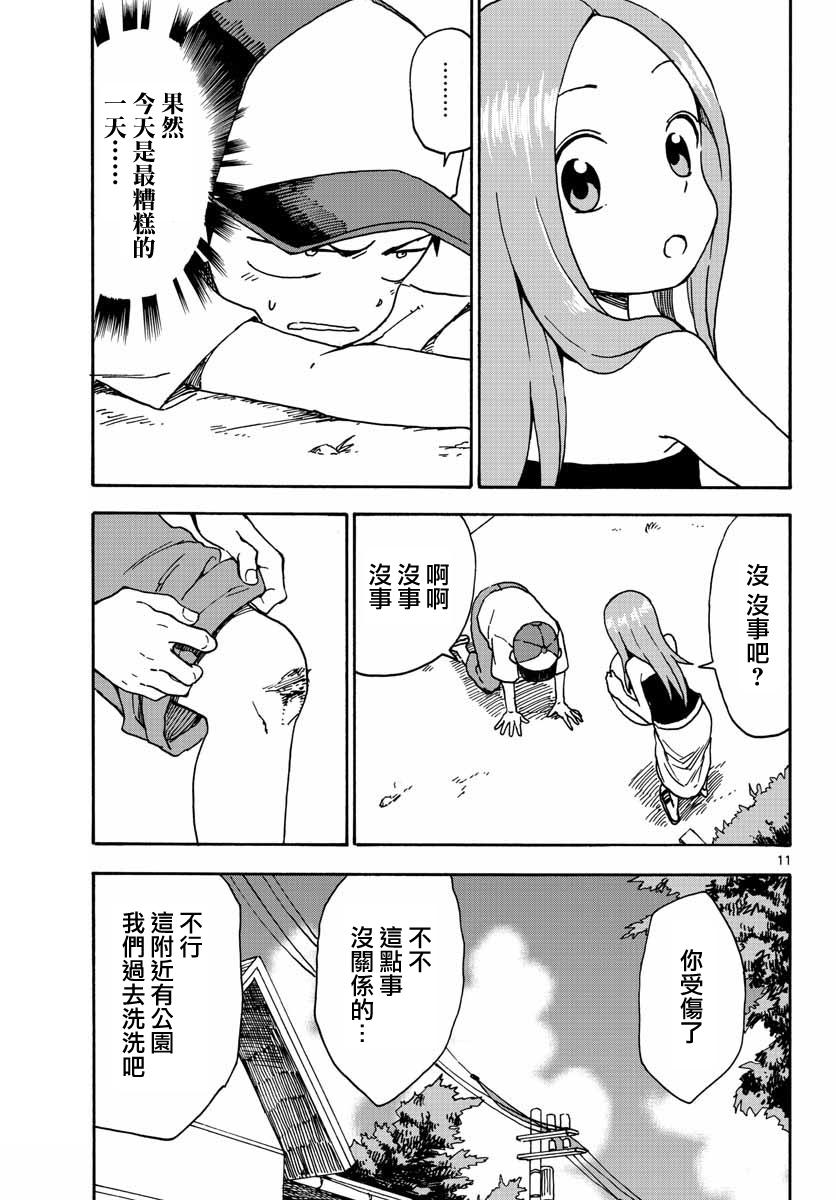 ………
果然
今天是最糟糕的
一天……
沒 沒事吧？
啊啊
沒事
沒事
11
你受傷了
不不
這點事
沒關係的…
不行
這附近有公園
我們過去洗洗吧